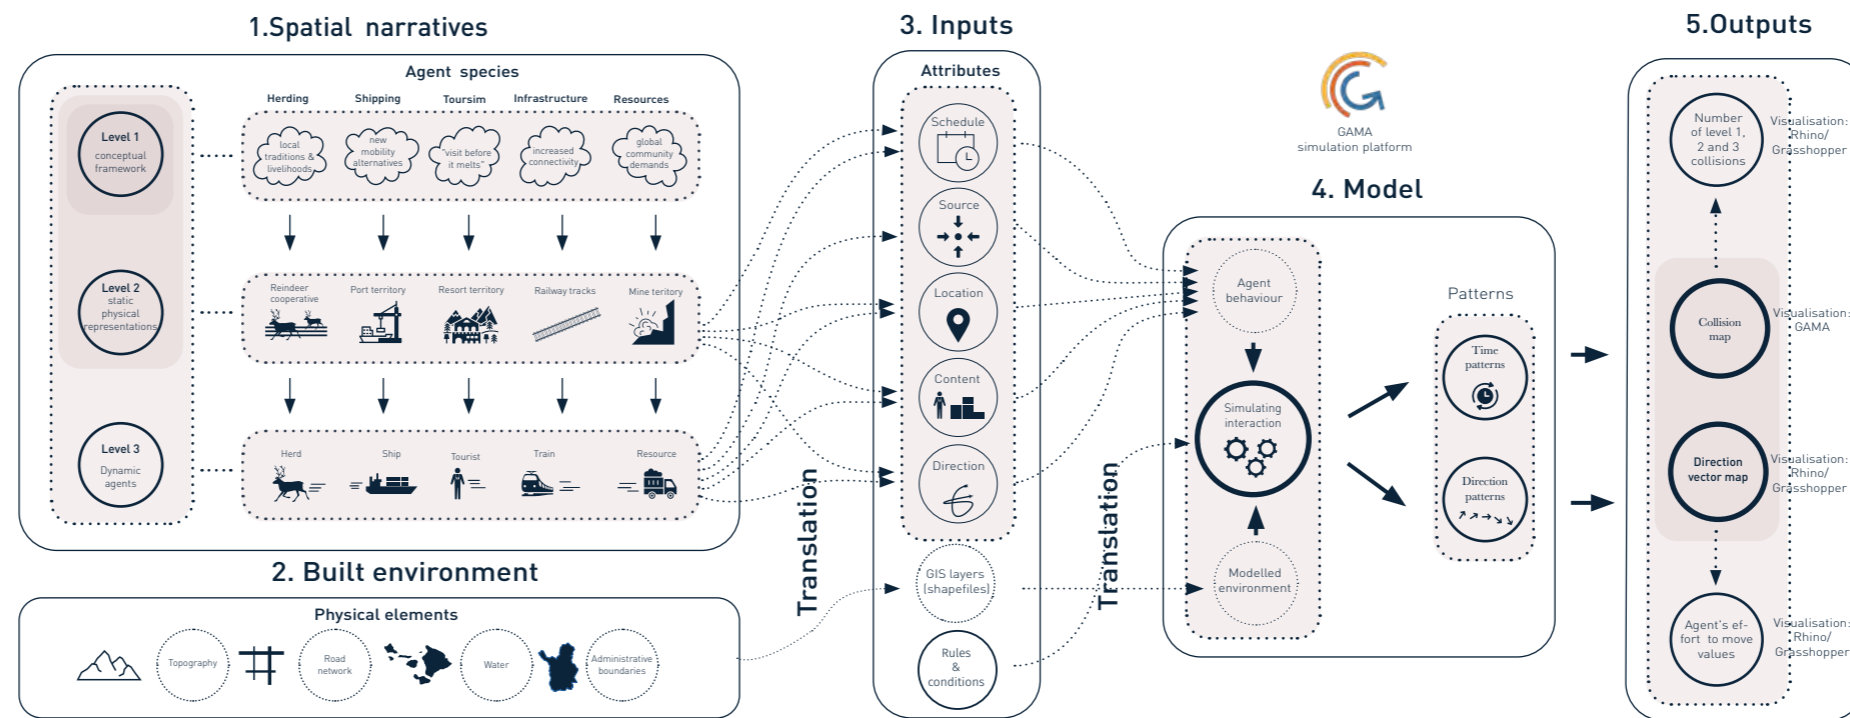 1.Spatial narratives
Agent species
Herding
Shipping
Toursim
Infrastructure
Resources
Level 1
conceptual
framework
local
traditions &
livelihoods
new
mobility
alternatives
"visit before
it melts"
increased
connectivity
global
community
demands
Level 2
static
physical
representations
Reindeer
cooperative
Port territory
Resort territory
Railway tracks
Mine teritory
Level 3
Dynamic
agents
Herd
Ship
Tourist
Train
Resource
2. Built environment
Physical elements
Topography
Road
network
Water
Administrative
boundaries
Translation
3. Inputs
Attributes
Schedule
Source
Location
Content
Direction
GIS layers
(shapefiles)
Rules
&
conditions
Translation
GAMA
simulation platform
4. Model
Agent
behaviour
Simulating
interaction
Modelled
environment
Patterns
Time
patterns
Direction
patterns
5.Outputs
Number
of level 1,
2 and 3
collisions
Visualisation:
Rhino/
Grasshopper
Collision
map
Visualisation:
GAMA
Direction
vector map
Visualisation:
Rhino/
Grasshopper
Agent's ef-
fort to move
values
Visualisation:
Rhino/
Grasshopper